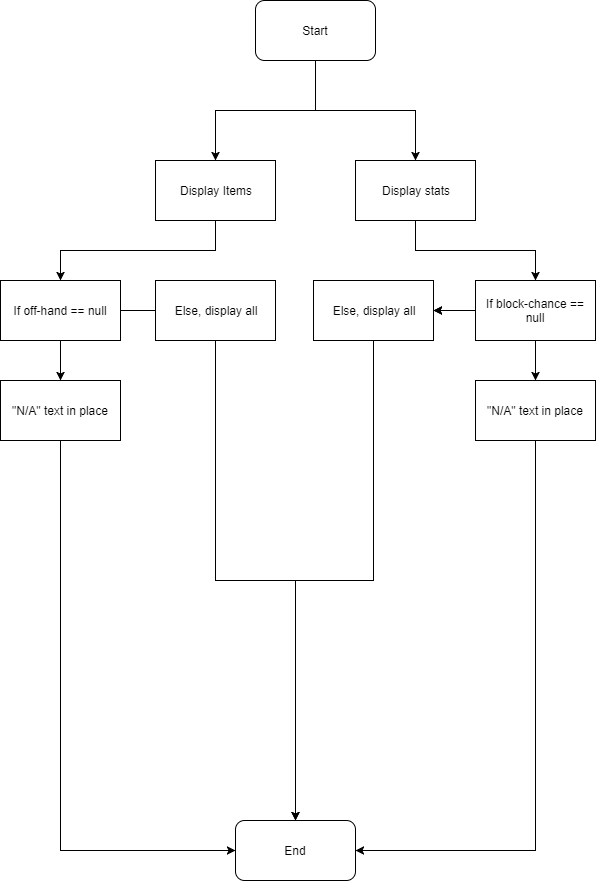 Start
Display Items
Display stats
If off-hand == null
Else, display all
Else, display all
If block-chance ==
null
"N/A" text in place
"N/A" text in place
End